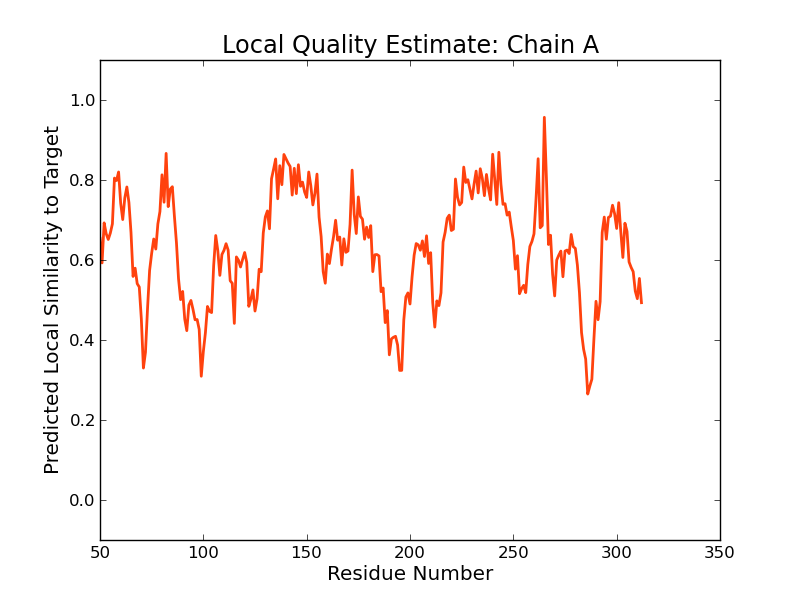 Local Quality Estimate: Chain A
Predicted Local Similarity to Target
1.0
0.8
0.6
0.4
0.2
0.0
50 100 150 200 250 300 350
Residue Number